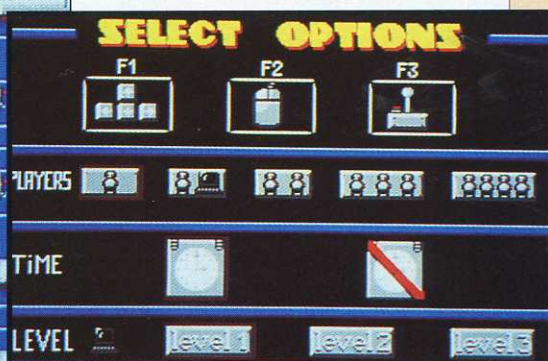 SELECT OPTIONS
F1 F2 F3
PLAYERS
TiME
LEVEL level 1 level 2 level 3